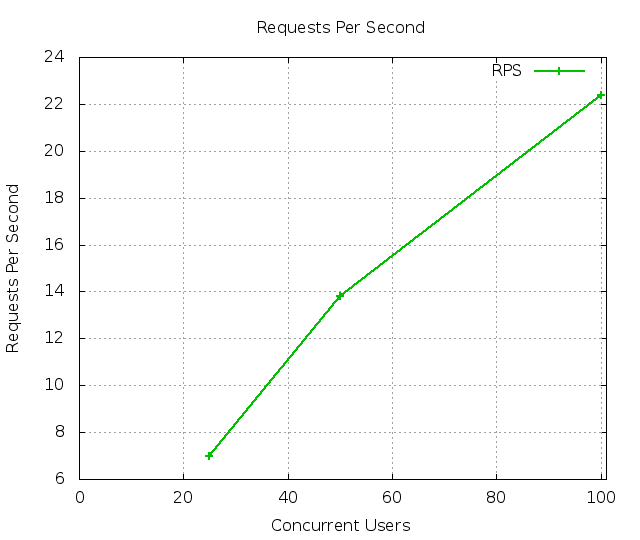 Requests Per Second
24
22
20
18
16
14
12
10
8
6
RPS
Requests Per Second
0 20 40 60 80 100
Concurrent Users